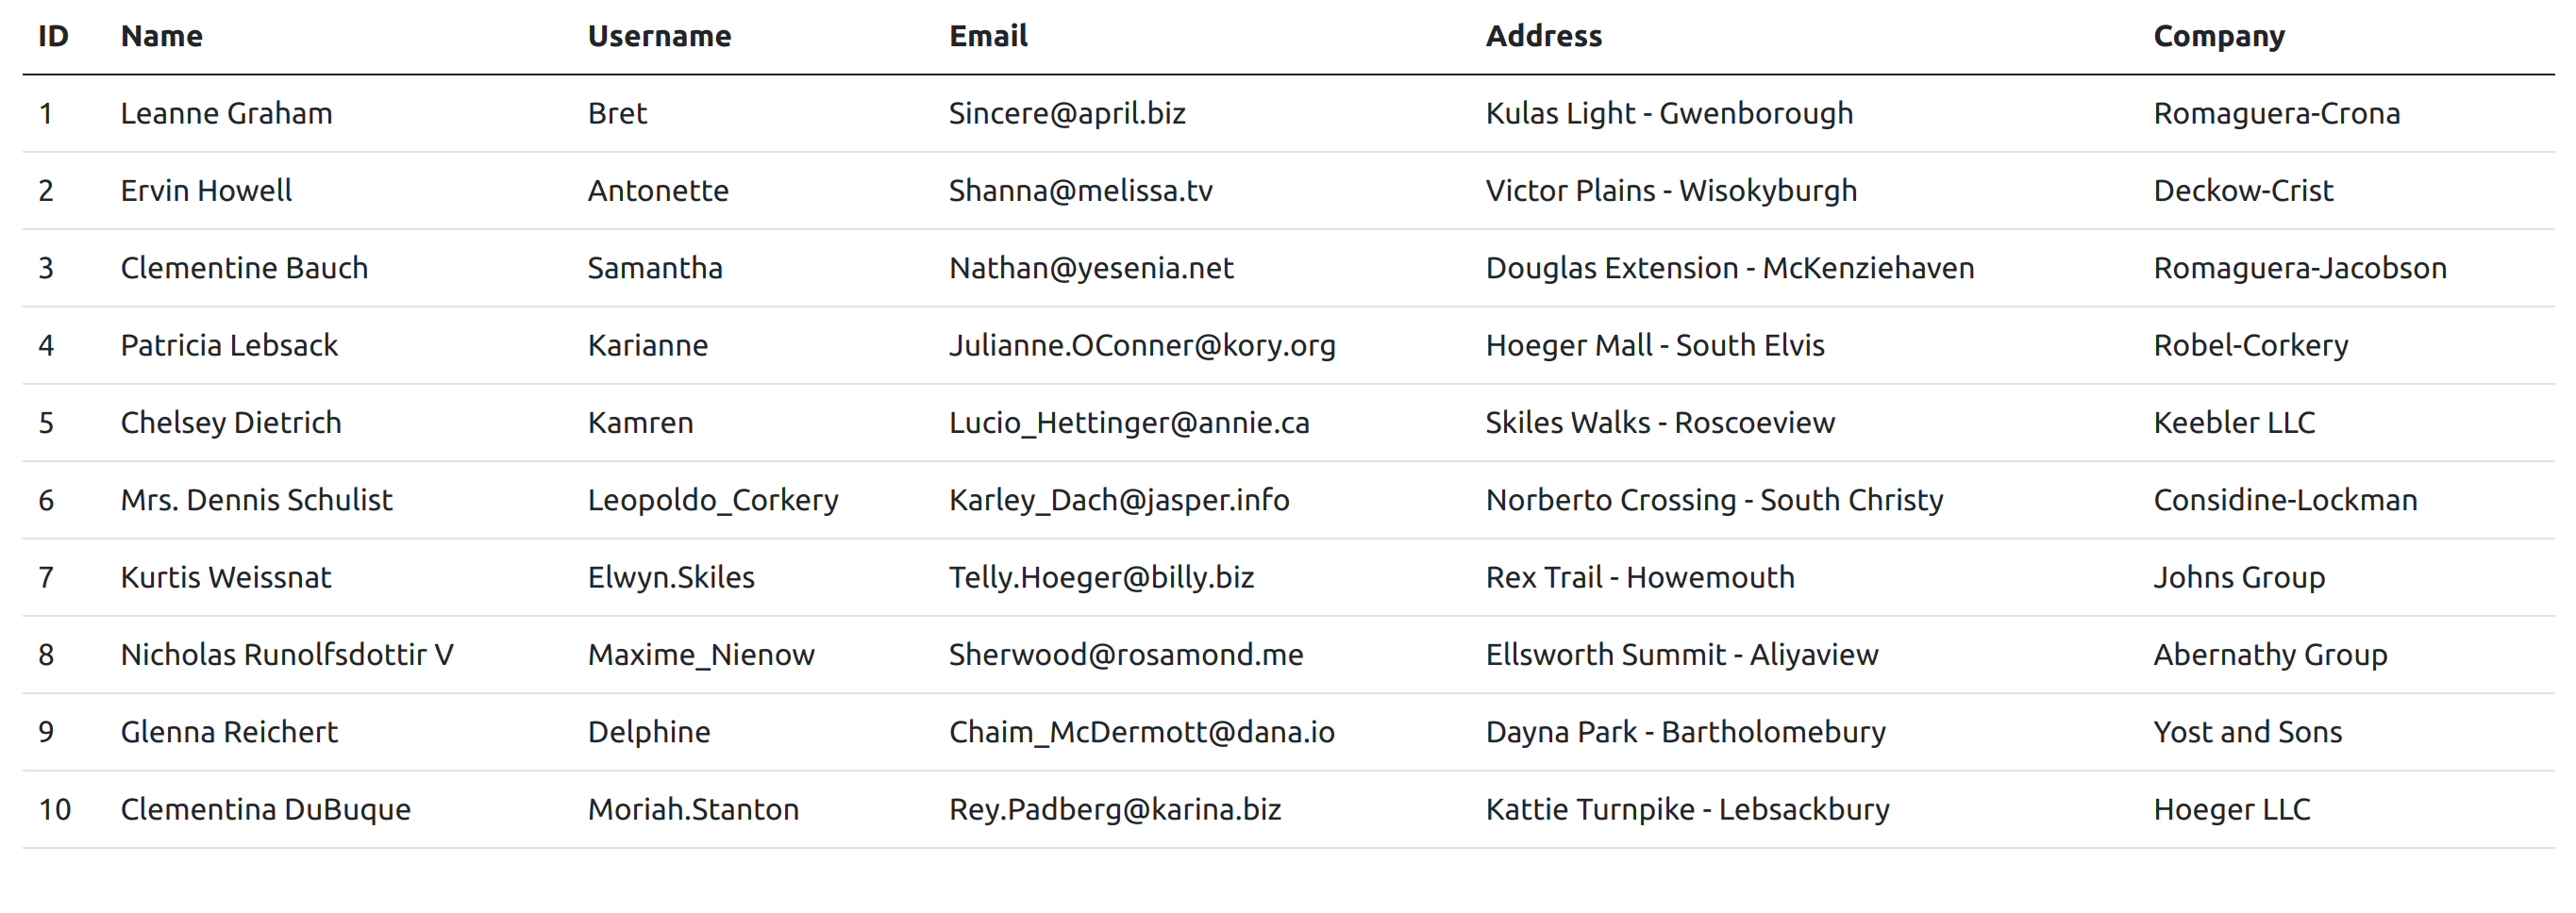 ID Name Username Email Address Company
1 Leanne Graham Bret Sincere@april.biz Kulas Light - Gwenborough Romaguera-Crona
2 Ervin Howell Antonette Shanna@melissa.tv Victor Plains - Wisokyburgh Deckow-Crist
3 Clementine Bauch Samantha Nathan@yesenia.net Douglas Extension - McKenziehaven Romaguera-Jacobson
4 Patricia Lebsack Karianne Julianne.OConner@kory.org Hoeger Mall - South Elvis Robel-Corkery
5 Chelsey Dietrich Kamren Lucio_Hettinger@annie.ca Skiles Walks - Roscoeview Keebler LLC
6 Mrs. Dennis Schulist Leopoldo_Corkery Karley_Dach@jasper.info Norberto Crossing - South Christy Considine-Lockman
7 Kurtis Weissnat Elwyn.Skiles Telly.Hoeger@billy.biz Rex Trail - Howemouth Johns Group
8 Nicholas Runolfsdottir V Maxime_Nienow Sherwood@rosamond.me Ellsworth Summit - Aliyaview Abernathy Group
9 Glenna Reichert Delphine Chaim_McDermott@dana.io Dayna Park - Bartholomebury Yost and Sons
10 Clementina DuBuque Moriah.Stanton Rey.Padberg@karina.biz Kattie Turnpike - Lebsackbury Hoeger LLC